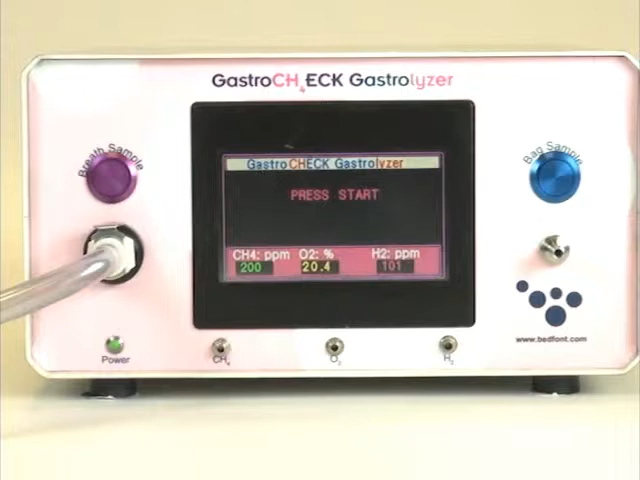 GastroCH₄ECK Gastrolyzer
Breath Sample
Bag Sample
GastroCHECK Gastrolyzer
PRESS START
CH4: ppm O2: % H2: ppm
200 20.4 101
www.bedfont.com
Power
CH₄ O₂ H₂